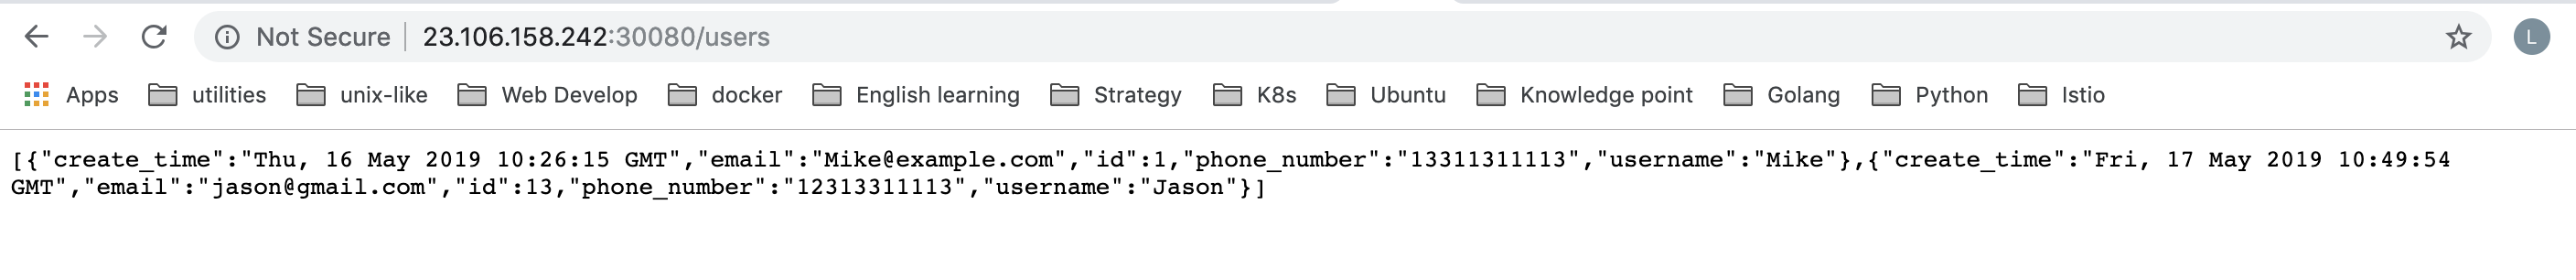 Not Secure 23.106.158.242:30080/users L
Apps utilities unix-like Web Develop docker English learning Strategy K8s Ubuntu Knowledge point Golang Python Istio
[{"create_time":"Thu, 16 May 2019 10:26:15 GMT","email":"Mike@example.com","id":1,"phone_number":"13311311113","username":"Mike"},{"create_time":"Fri, 17 May 2019 10:49:54
GMT","email":"jason@gmail.com","id":13,"phone_number":"12313311113","username":"Jason"}]